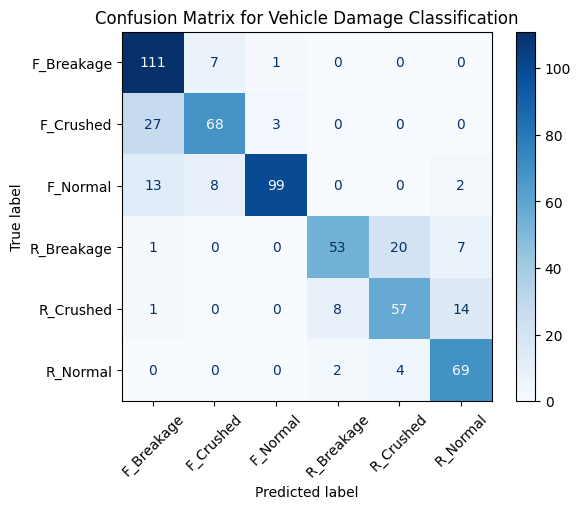 Confusion Matrix for Vehicle Damage Classification
True label
F_Breakage 111 7 1 0 0 0
F_Crushed 27 68 3 0 0 0
F_Normal 13 8 99 0 0 2
R_Breakage 1 0 0 53 20 7
R_Crushed 1 0 0 8 57 14
R_Normal 0 0 0 2 4 69
F_Breakage F_Crushed F_Normal R_Breakage R_Crushed R_Normal
Predicted label
100
80
60
40
20
0